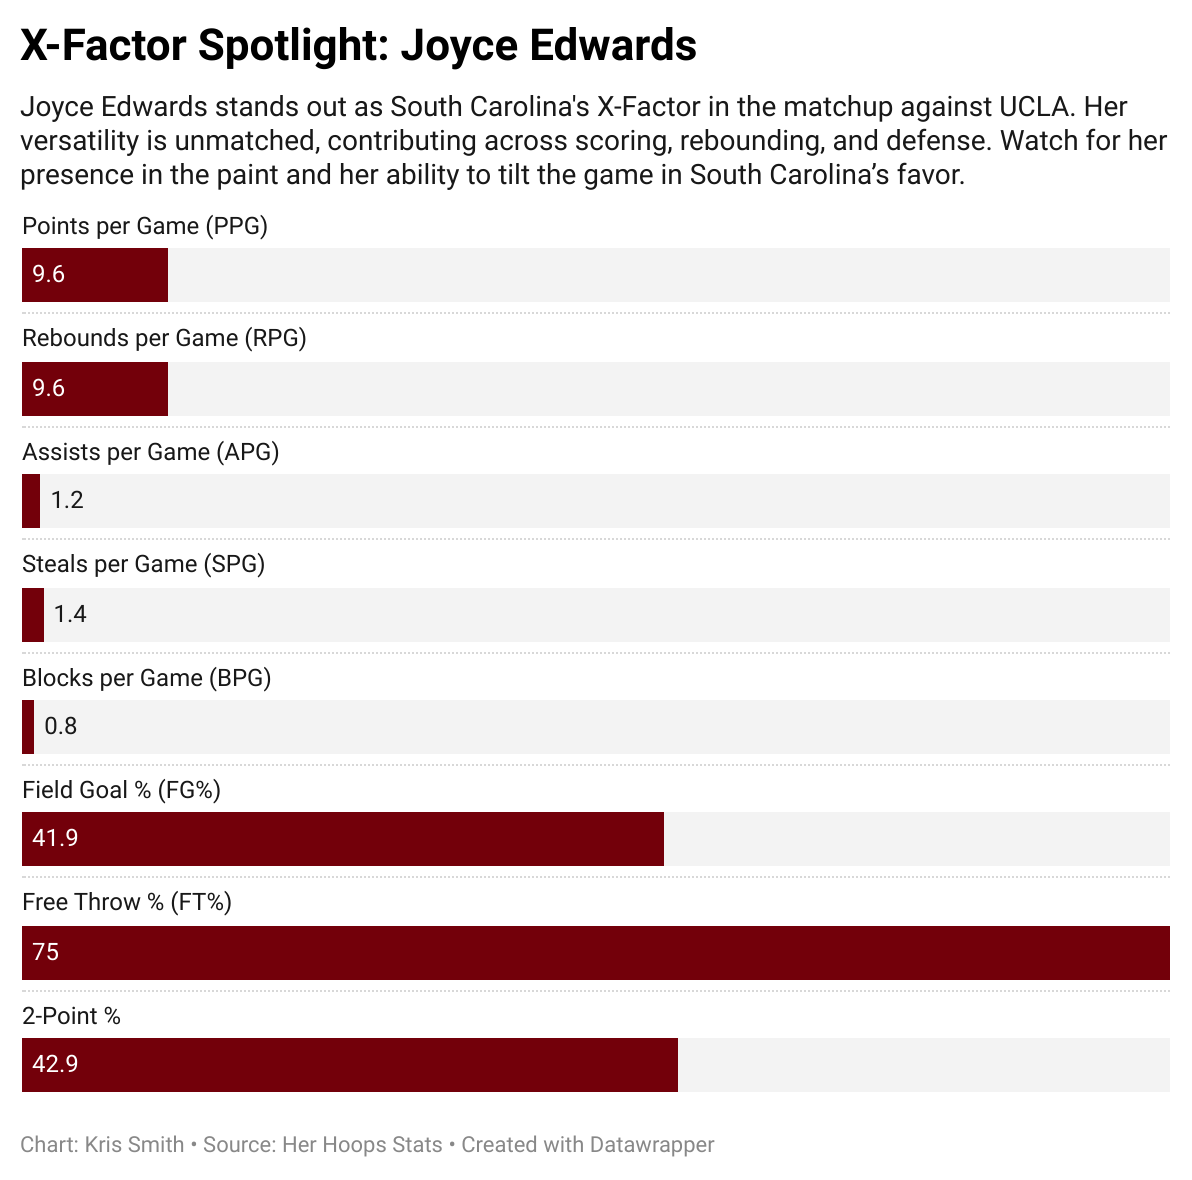 X-Factor Spotlight: Joyce Edwards
Joyce Edwards stands out as South Carolina's X-Factor in the matchup against UCLA. Her
versatility is unmatched, contributing across scoring, rebounding, and defense. Watch for her
presence in the paint and her ability to tilt the game in South Carolina’s favor.
Points per Game (PPG)
9.6
Rebounds per Game (RPG)
9.6
Assists per Game (APG)
1.2
Steals per Game (SPG)
1.4
Blocks per Game (BPG)
0.8
Field Goal % (FG%)
41.9
Free Throw % (FT%)
75
2-Point %
42.9
Chart: Kris Smith • Source: Her Hoops Stats • Created with Datawrapper